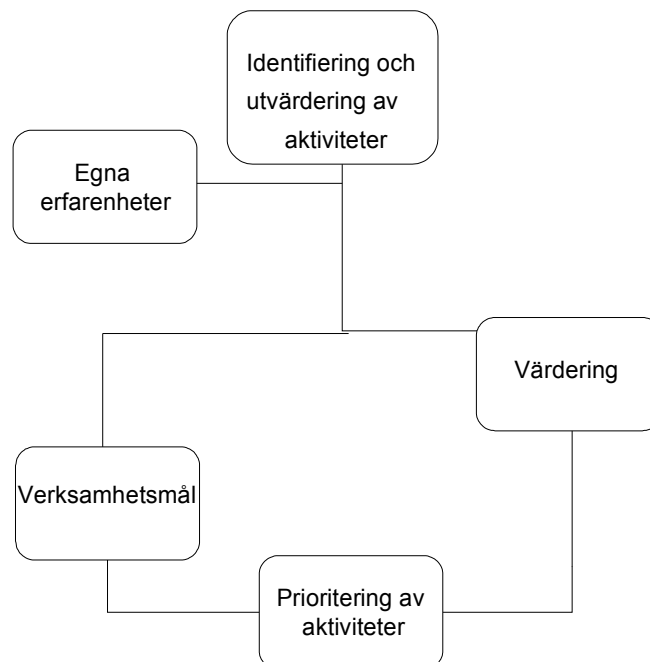 Identifiering och
utvärdering av
aktiviteter
Egna
erfarenheter
Värdering
Verksamhetsmål
Prioritering av
aktiviteter